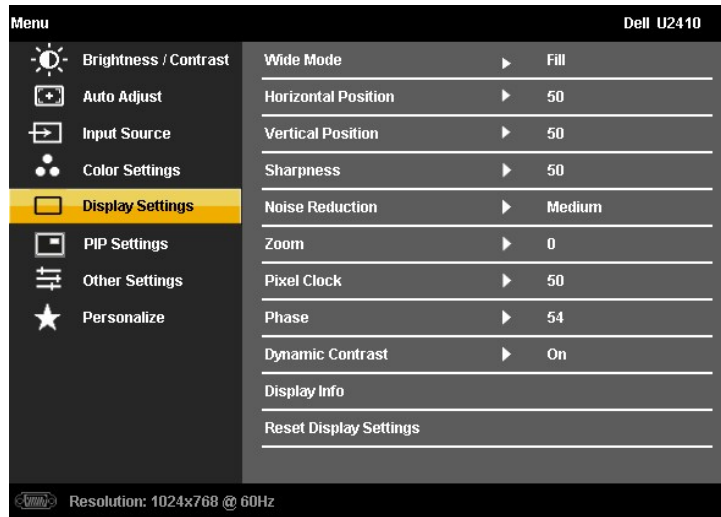 Menu Dell U2410
Brightness / Contrast Wide Mode Fill
Auto Adjust Horizontal Position 50
Input Source Vertical Position 50
Color Settings Sharpness 50
Display Settings Noise Reduction Medium
PIP Settings Zoom 0
Other Settings Pixel Clock 50
Personalize Phase 54
Dynamic Contrast On
Display Info
Reset Display Settings
Resolution: 1024x768 @ 60Hz